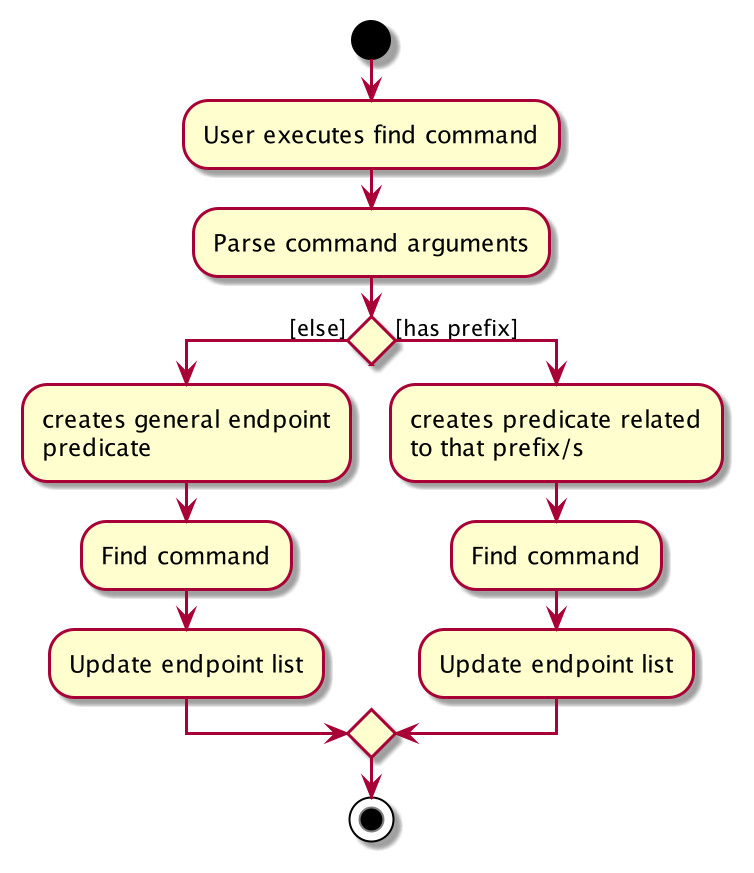 User executes find command
Parse command arguments
[else]
[has prefix]
creates general endpoint
predicate
creates predicate related
to that prefix/s
Find command
Find command
Update endpoint list
Update endpoint list